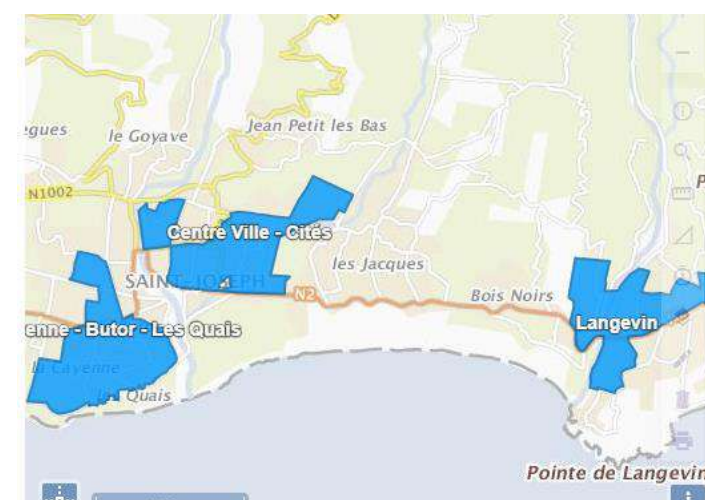 egues
le Goyave
Jean Petit les Bas
P
N1002
Centre Ville - Cités
les Jacques
SAINT-JOSEPH
N2
Bois Noirs
enne - Butor - Les Quais
Langevin
la Cayenne
les Quais
Pointe de Langevin